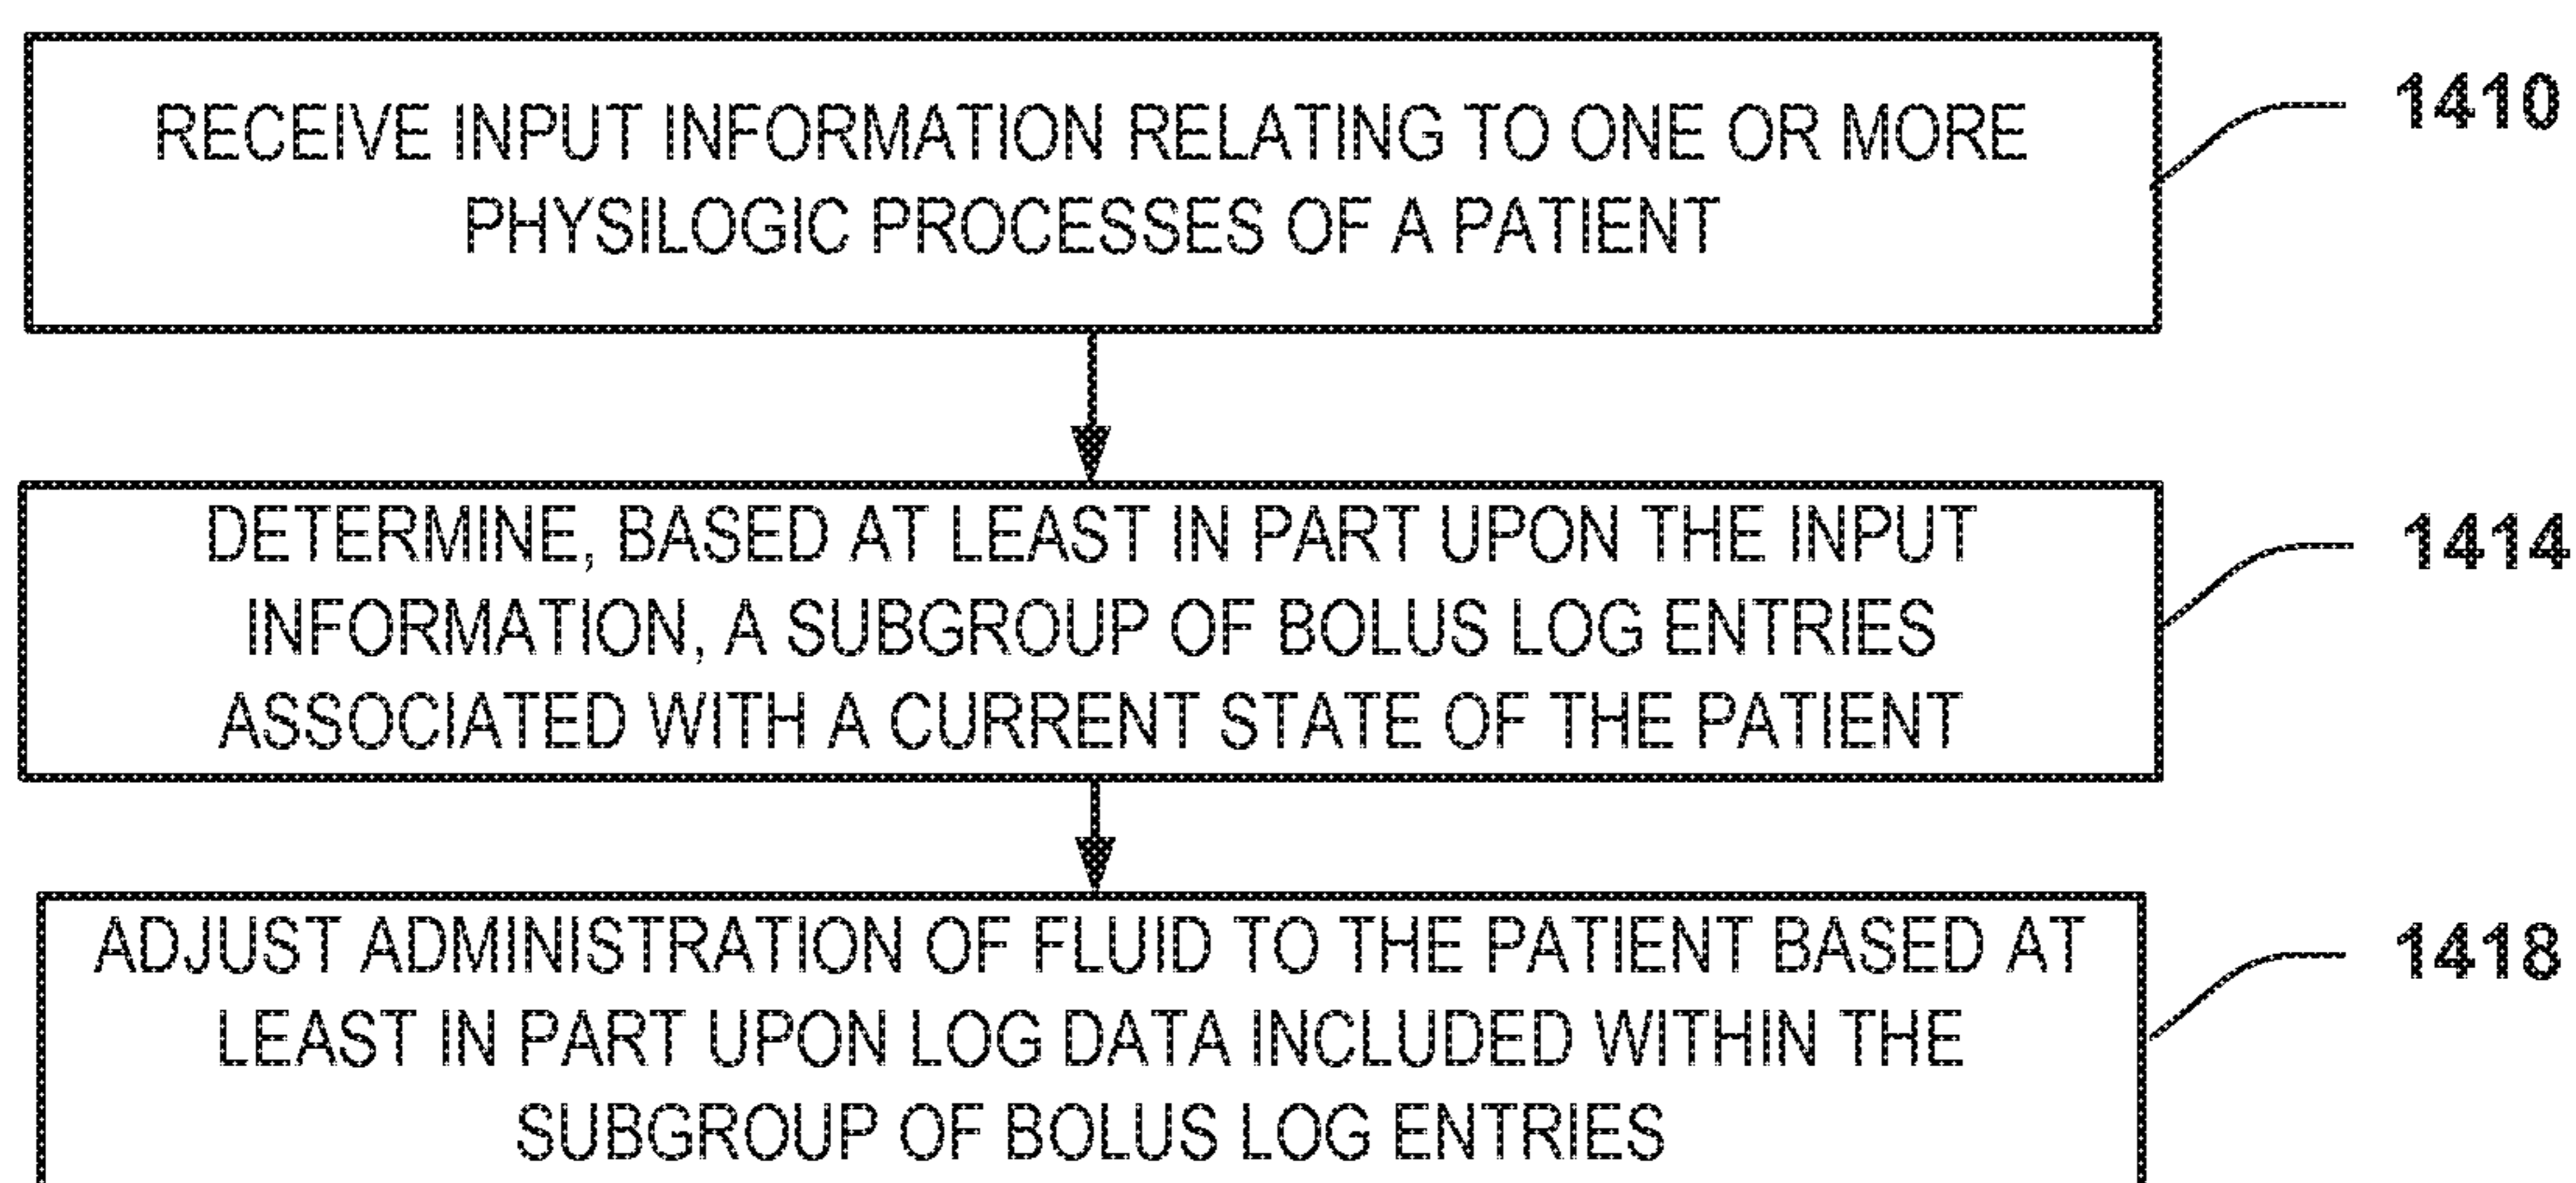 RECEIVE INPUT INFORMATION RELATING TO ONE OR MORE
PHYSILOGIC PROCESSES OF A PATIENT
1410
DETERMINE, BASED AT LEAST IN PART UPON THE INPUT
INFORMATION, A SUBGROUP OF BOLUS LOG ENTRIES
ASSOCIATED WITH A CURRENT STATE OF THE PATIENT
1414
ADJUST ADMINISTRATION OF FLUID TO THE PATIENT BASED AT
LEAST IN PART UPON LOG DATA INCLUDED WITHIN THE
SUBGROUP OF BOLUS LOG ENTRIES
1418